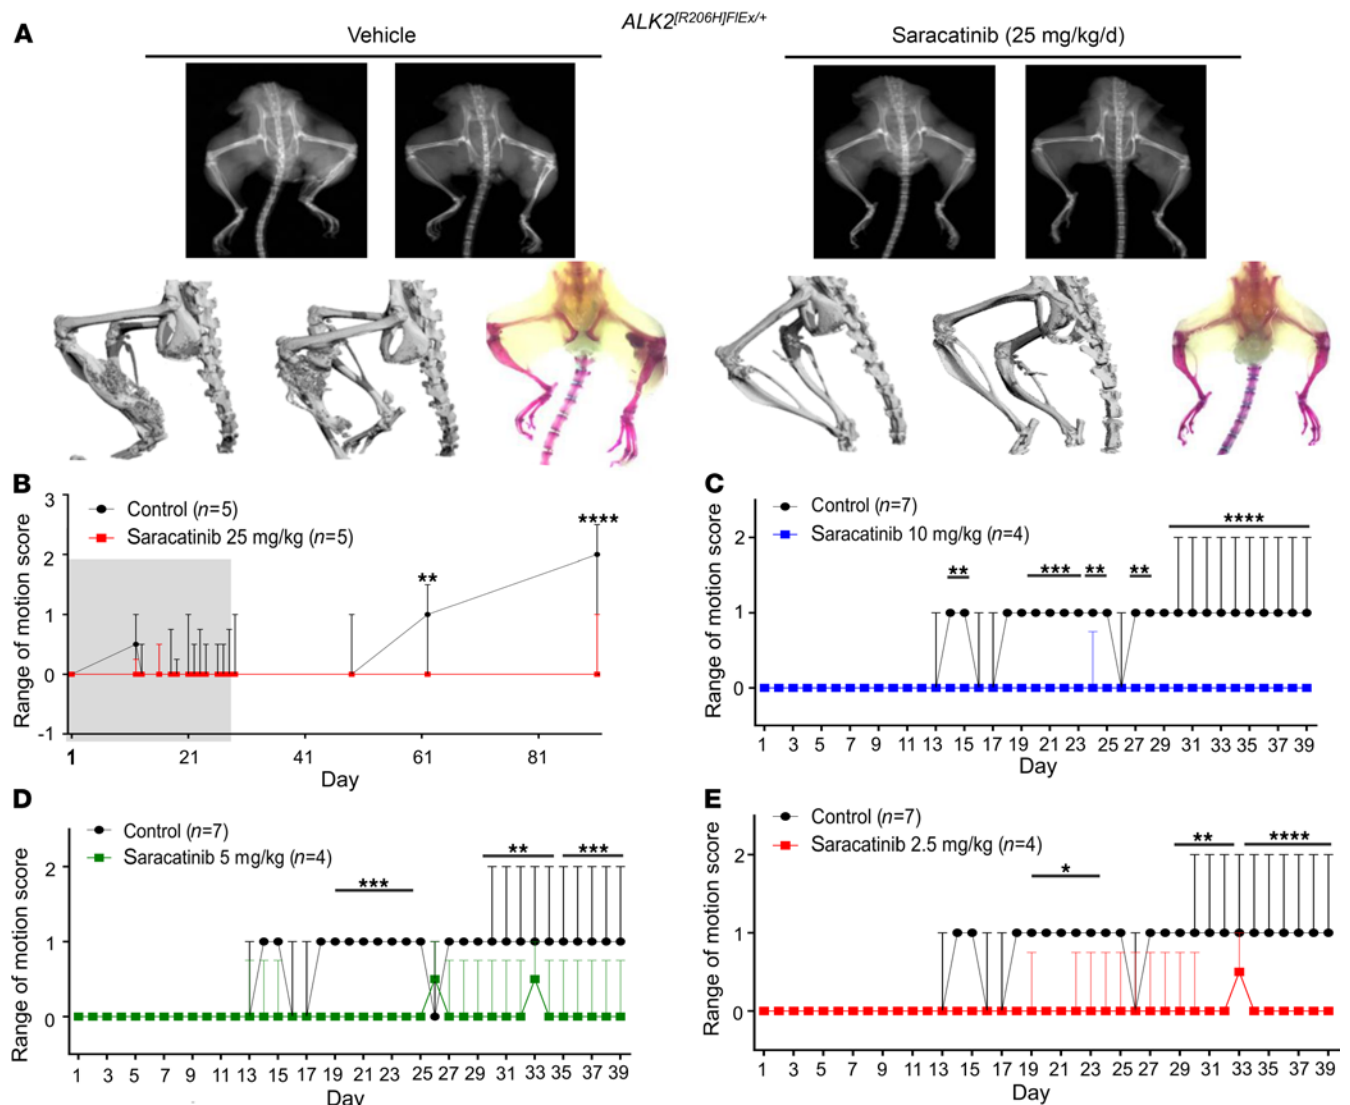 A
ALK2[R206H]FlEx/+
Vehicle
Saracatinib (25 mg/kg/d)
B
Control (n=5)
Saracatinib 25 mg/kg (n=5)
****
**
Range of motion score
3
2
1
0
-1
1
21
41
61
81
Day
C
Control (n=7)
Saracatinib 10 mg/kg (n=4)
**
***
**
**
****
Range of motion score
2
1
0
1 3 5 7 9 11 13 15 17 19 21 23 25 27 29 31 33 35 37 39
Day
D
Control (n=7)
Saracatinib 5 mg/kg (n=4)
***
**
***
Range of motion score
2
1
0
1 3 5 7 9 11 13 15 17 19 21 23 25 27 29 31 33 35 37 39
Day
E
Control (n=7)
Saracatinib 2.5 mg/kg (n=4)
*
**
****
Range of motion score
2
1
0
1 3 5 7 9 11 13 15 17 19 21 23 25 27 29 31 33 35 37 39
Day